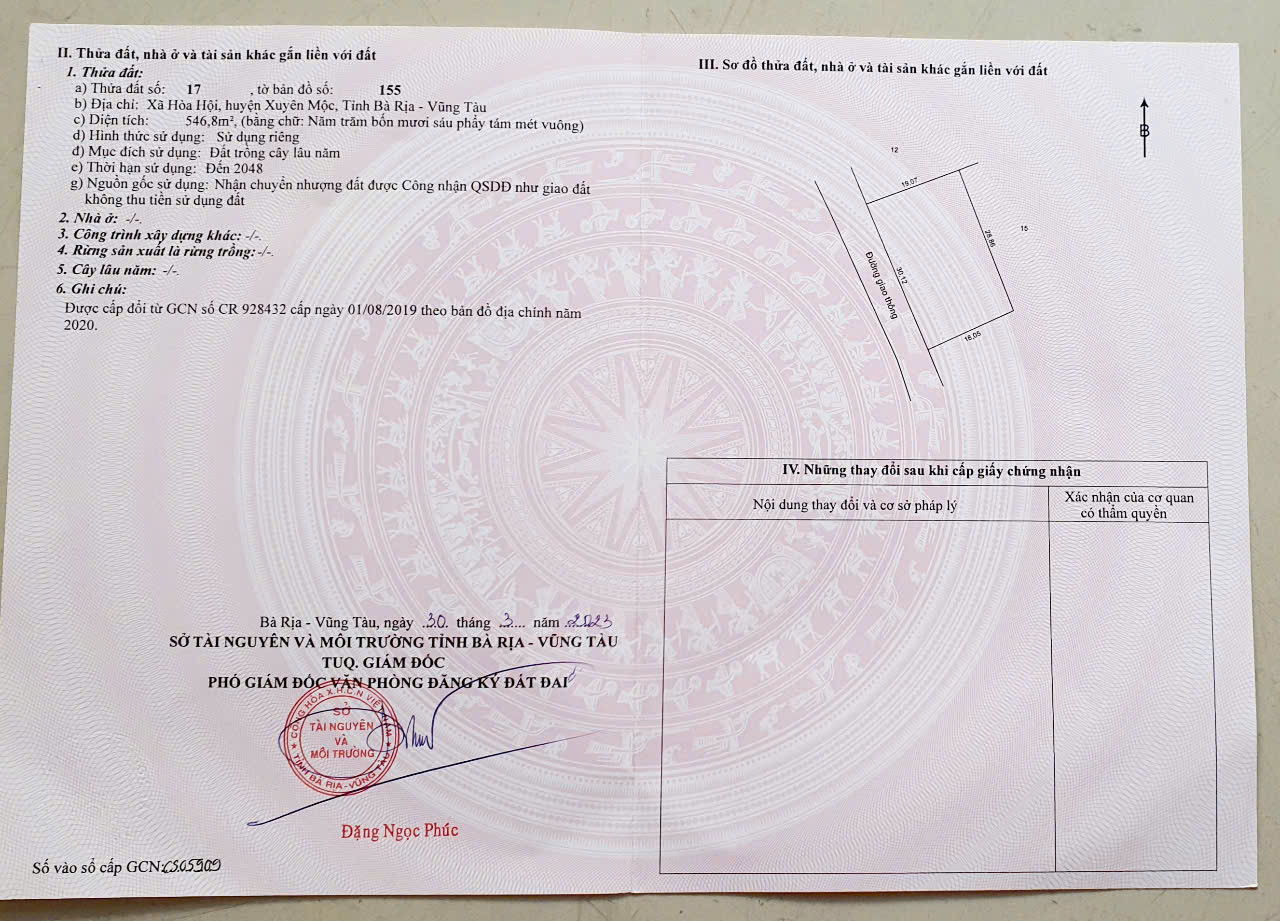 II. Thửa đất, nhà ở và tài sản khác gắn liền với đất
1. Thửa đất:
a) Thửa đất số: 17 , tờ bản đồ số: 155
b) Địa chỉ: Xã Hòa Hội, huyện Xuyên Mộc, Tỉnh Bà Rịa - Vũng Tàu
c) Diện tích: 546,8m², (bằng chữ: Năm trăm bốn mươi sáu phẩy tám mét vuông)
d) Hình thức sử dụng: Sử dụng riêng
đ) Mục đích sử dụng: Đất trồng cây lâu năm
e) Thời hạn sử dụng: Đến 2048
g) Nguồn gốc sử dụng: Nhận chuyển nhượng đất được Công nhận QSDĐ như giao đất
không thu tiền sử dụng đất
2. Nhà ở: -/-.
3. Công trình xây dựng khác: -/-.
4. Rừng sản xuất là rừng trồng: -/-.
5. Cây lâu năm: -/-.
6. Ghi chú:
Được cấp đổi từ GCN số CR 928432 cấp ngày 01/08/2019 theo bản đồ địa chính năm
2020.
Bà Rịa - Vũng Tàu, ngày 30 tháng 3 năm 2023
SỞ TÀI NGUYÊN VÀ MÔI TRƯỜNG TỈNH BÀ RỊA - VŨNG TÀU
TUQ. GIÁM ĐỐC
PHÓ GIÁM ĐỐC VĂN PHÒNG ĐĂNG KÝ ĐẤT ĐAI
CỘNG HÒA X.H.C.N VIỆT NAM
SỞ
TÀI NGUYÊN
VÀ
MÔI TRƯỜNG
TỈNH BÀ RỊA - VŨNG TÀU
Đặng Ngọc Phúc
Số vào sổ cấp GCN: CS05909
III. Sơ đồ thửa đất, nhà ở và tài sản khác gắn liền với đất
B
12
19,07
15
28,86
Đường giao thông
30,12
18,05
IV. Những thay đổi sau khi cấp giấy chứng nhận
Nội dung thay đổi và cơ sở pháp lý
Xác nhận của cơ quan
có thẩm quyền